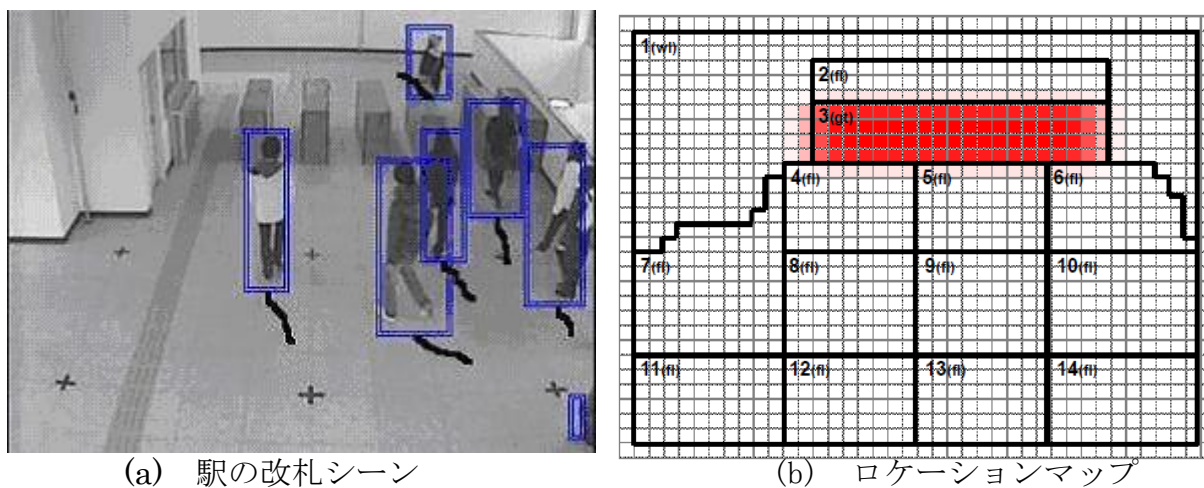 1(wl)
2(fl)
3(gt)
4(fl) 5(fl) 6(fl)
7(fl) 8(fl) 9(fl) 10(fl)
11(fl) 12(fl) 13(fl) 14(fl)
(a) 駅の改札シーン
(b) ロケーションマップ